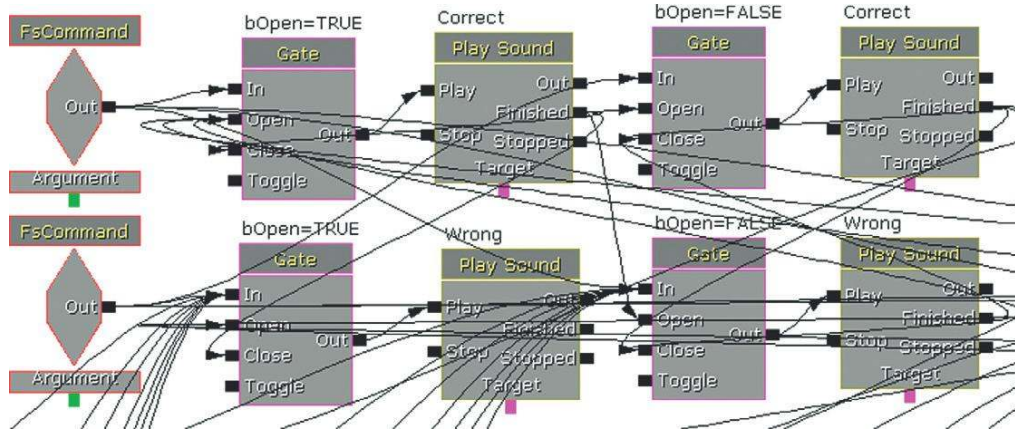 bOpen=TRUE
Correct
bOpen=FALSE
Correct
FsCommand
Out
Argument
Gate
In
Open
Close
Toggle
Out
Play Sound
Play
Stop
Out
Finished
Stopped
Target
Gate
In
Open
Close
Toggle
Out
Play Sound
Play
Stop
Out
Finished
Stopped
Target
bOpen=TRUE
Wrong
bOpen=FALSE
Wrong
FsCommand
Out
Argument
Gate
In
Open
Close
Toggle
Out
Play Sound
Play
Stop
Out
Finished
Stopped
Target
Gate
In
Open
Close
Toggle
Out
Play Sound
Play
Stop
Out
Finished
Stopped
Target